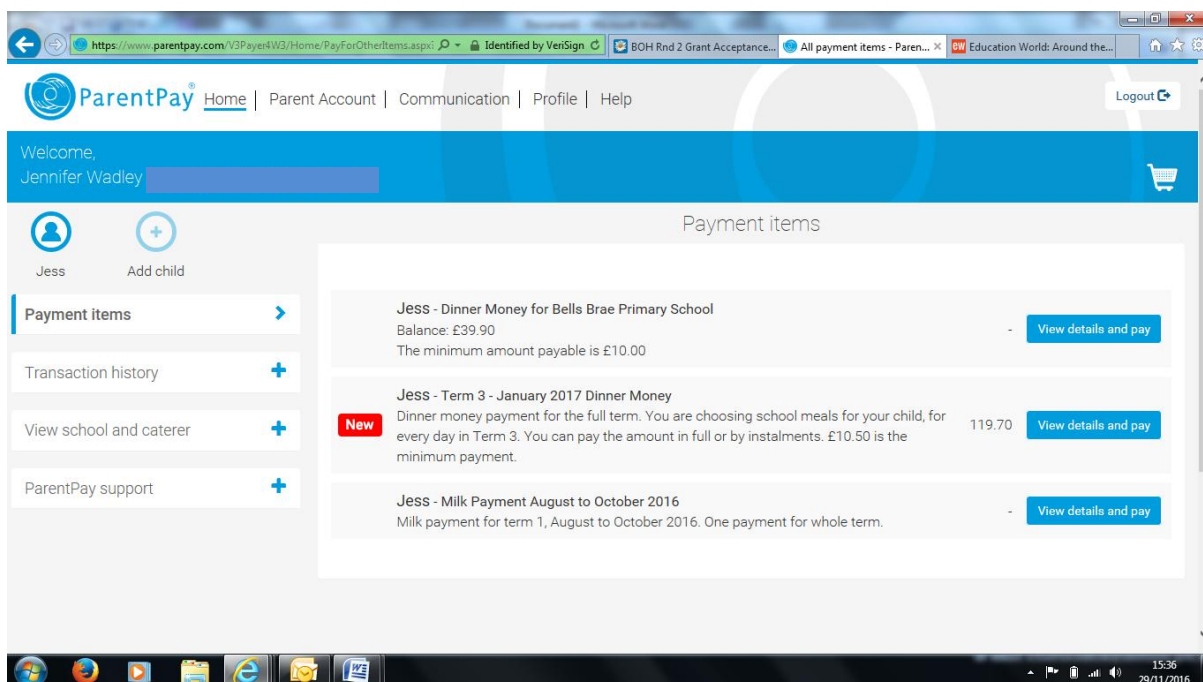 https://www.parentpay.com/V3Payer4W3/Home/PayForOtherItems.aspx
Identified by VeriSign
BOH Rnd 2 Grant Acceptance...
All payment items - Paren...
EW Education World: Around the...
ParentPay®
Home | Parent Account | Communication | Profile | Help
Logout
Welcome,
Jennifer Wadley
Jess
Add child
Payment items
Transaction history
View school and caterer
ParentPay support
Payment items
Jess - Dinner Money for Bells Brae Primary School
Balance: £39.90
The minimum amount payable is £10.00
-
View details and pay
New
Jess - Term 3 - January 2017 Dinner Money
Dinner money payment for the full term. You are choosing school meals for your child, for
every day in Term 3. You can pay the amount in full or by instalments. £10.50 is the
minimum payment.
119.70
View details and pay
Jess - Milk Payment August to October 2016
Milk payment for term 1, August to October 2016. One payment for whole term.
-
View details and pay
15:36
29/11/2016